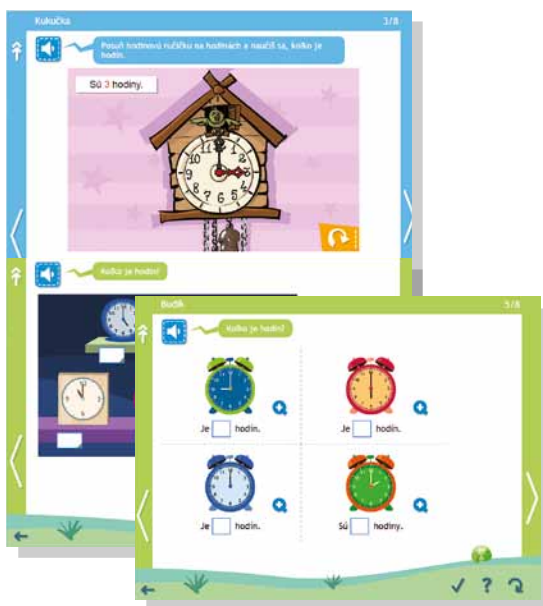 Kukučka 3/8
Posuň hodinovú ručičku na hodinách a naučíš sa, koľko je
hodín.
Sú 3 hodiny.
Koľko je hodín?
Budík 5/8
Koľko je hodín?
Je hodín.
Je hodín.
Je hodín.
Sú hodiny.